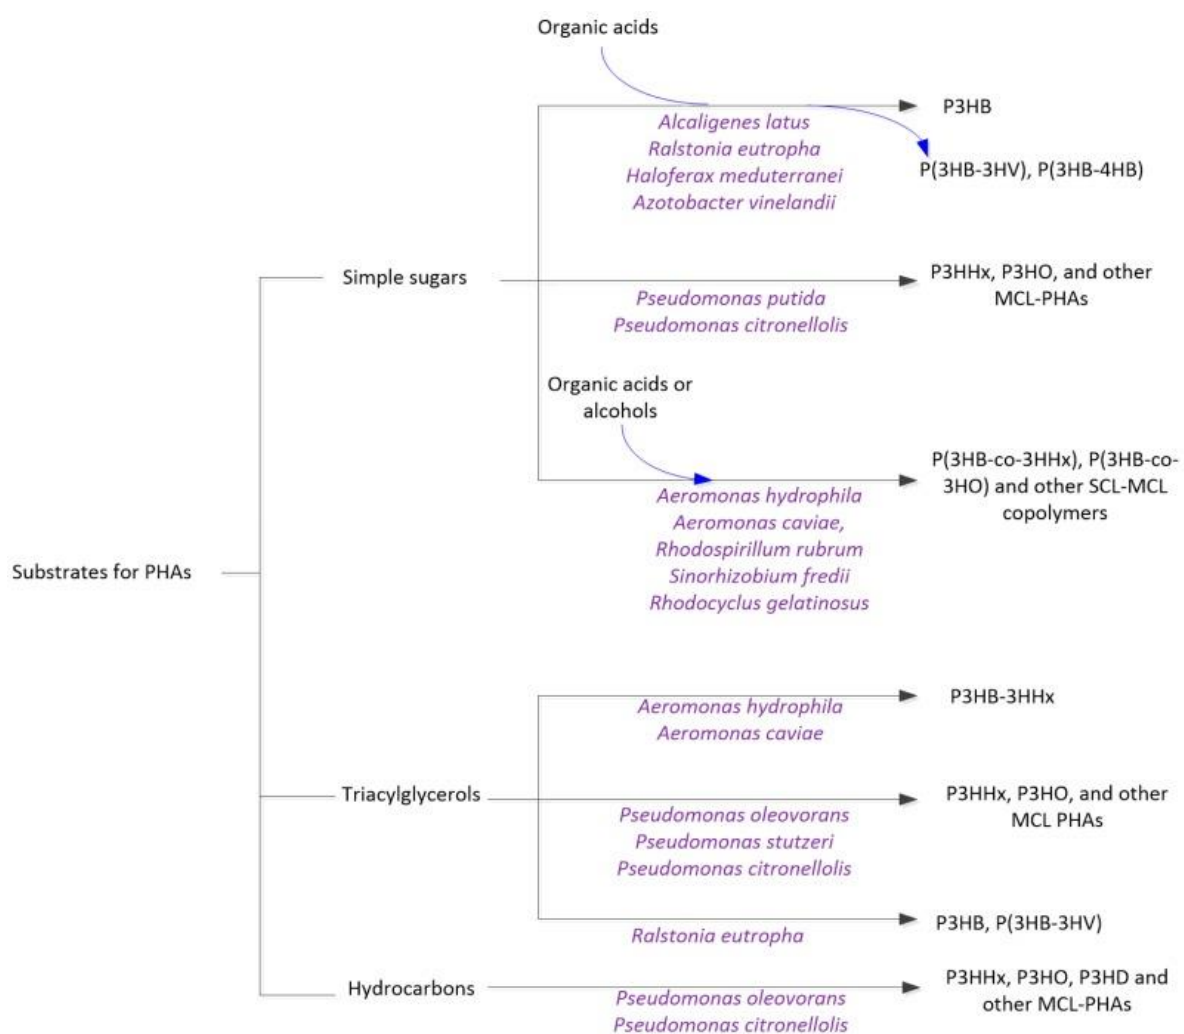 Organic acids
P3HB
Alcaligenes latus
Ralstonia eutropha
Haloferax meduterranei
Azotobacter vinelandii
P(3HB-3HV), P(3HB-4HB)
Simple sugars
P3HHx, P3HO, and other
MCL-PHAs
Pseudomonas putida
Pseudomonas citronellolis
Organic acids or
alcohols
P(3HB-co-3HHx), P(3HB-co-
3HO) and other SCL-MCL
copolymers
Aeromonas hydrophila
Aeromonas caviae,
Rhodospirillum rubrum
Sinorhizobium fredii
Rhodocyclus gelatinosus
Substrates for PHAs
P3HB-3HHx
Aeromonas hydrophila
Aeromonas caviae
Triacylglycerols
P3HHx, P3HO, and other
MCL PHAs
Pseudomonas oleovorans
Pseudomonas stutzeri
Pseudomonas citronellolis
P3HB, P(3HB-3HV)
Ralstonia eutropha
Hydrocarbons
P3HHx, P3HO, P3HD and
other MCL-PHAs
Pseudomonas oleovorans
Pseudomonas citronellolis